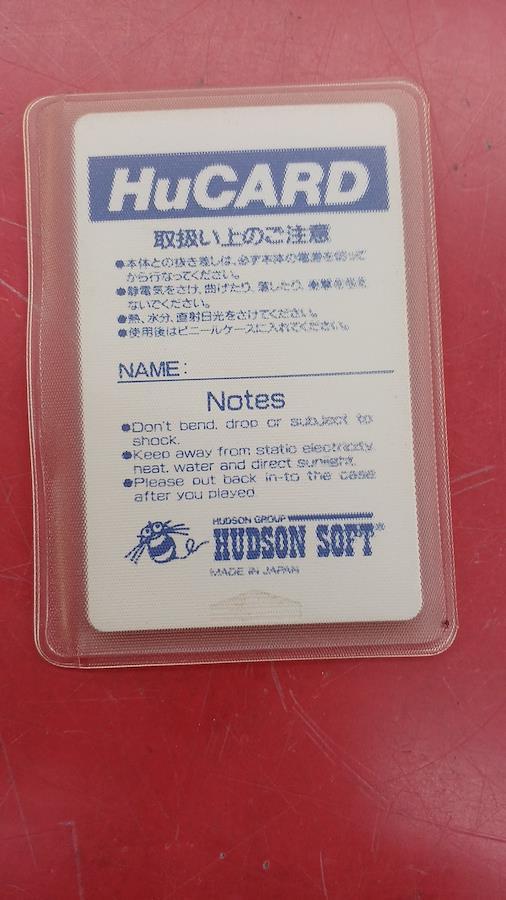 HuCARD
取扱い上のご注意
●本体との抜き差しは、必ず本体の電源を切って
から行なってください。
●静電気をさけ、曲げたり、落したり、衝撃を与え
ないでください。
●熱、水分、直射日光をさけてください。
●使用後はビニールケースに入れてください。
NAME:
Notes
●Don't bend, drop or subject to
shock.
●Keep away from static electricity,
heat, water and direct sunlight.
●Please put back in-to the case
after you played.
HUDSON GROUP
HUDSON SOFT®
MADE IN JAPAN